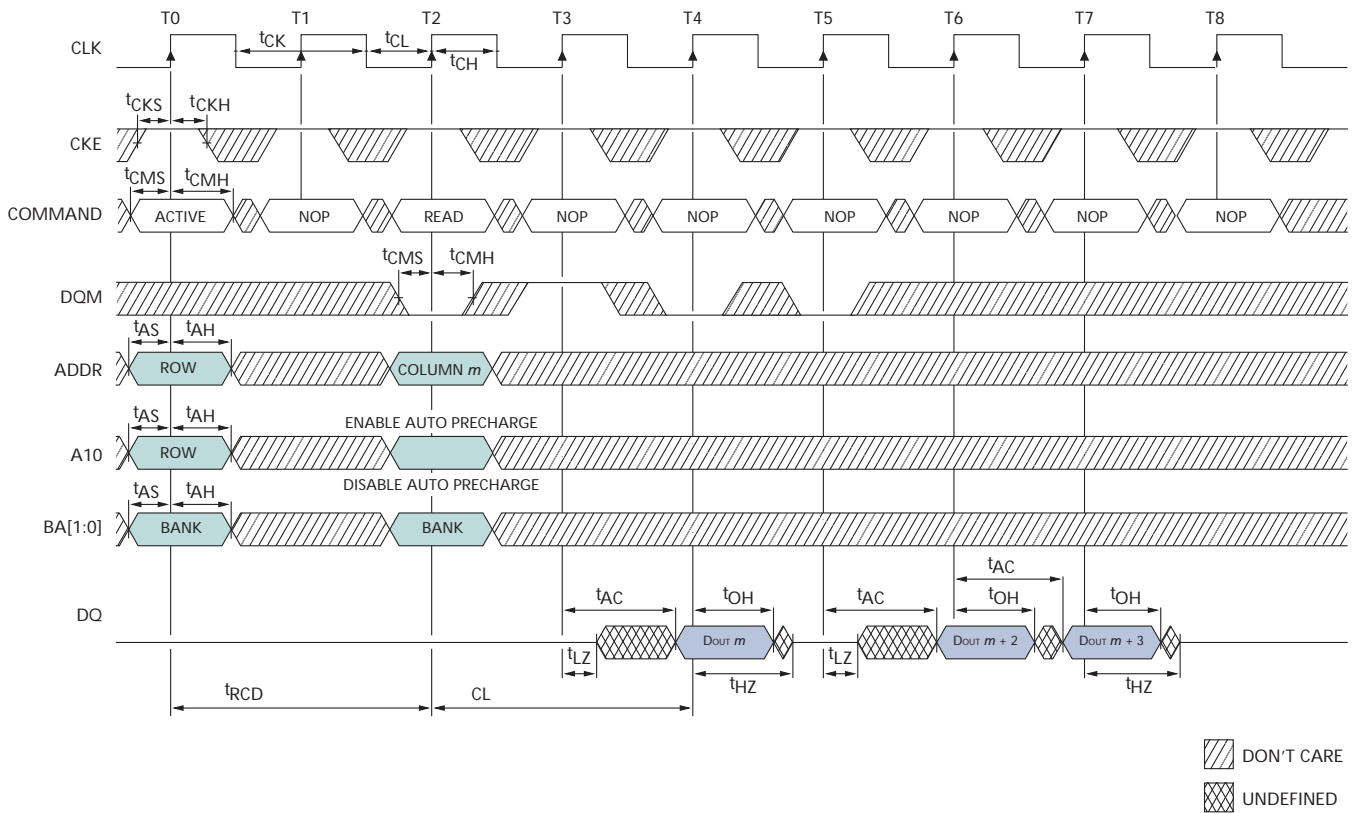 T0 T1 T2 T3 T4 T5 T6 T7 T8
CLK
tCK tCL
tCH
tCKS tCKH
CKE
tCMS tCMH
COMMAND
ACTIVE NOP READ NOP NOP NOP NOP NOP NOP
tCMS tCMH
DQM
tAS tAH
ADDR
ROW COLUMN m
tAS tAH
ENABLE AUTO PRECHARGE
A10
ROW
DISABLE AUTO PRECHARGE
tAS tAH
BA[1:0]
BANK BANK
tAC
tAC tOH tAC tOH tOH
DQ
DOUT m DOUT m + 2 DOUT m + 3
tLZ tLZ
tHZ tHZ
tRCD CL
DON'T CARE
UNDEFINED